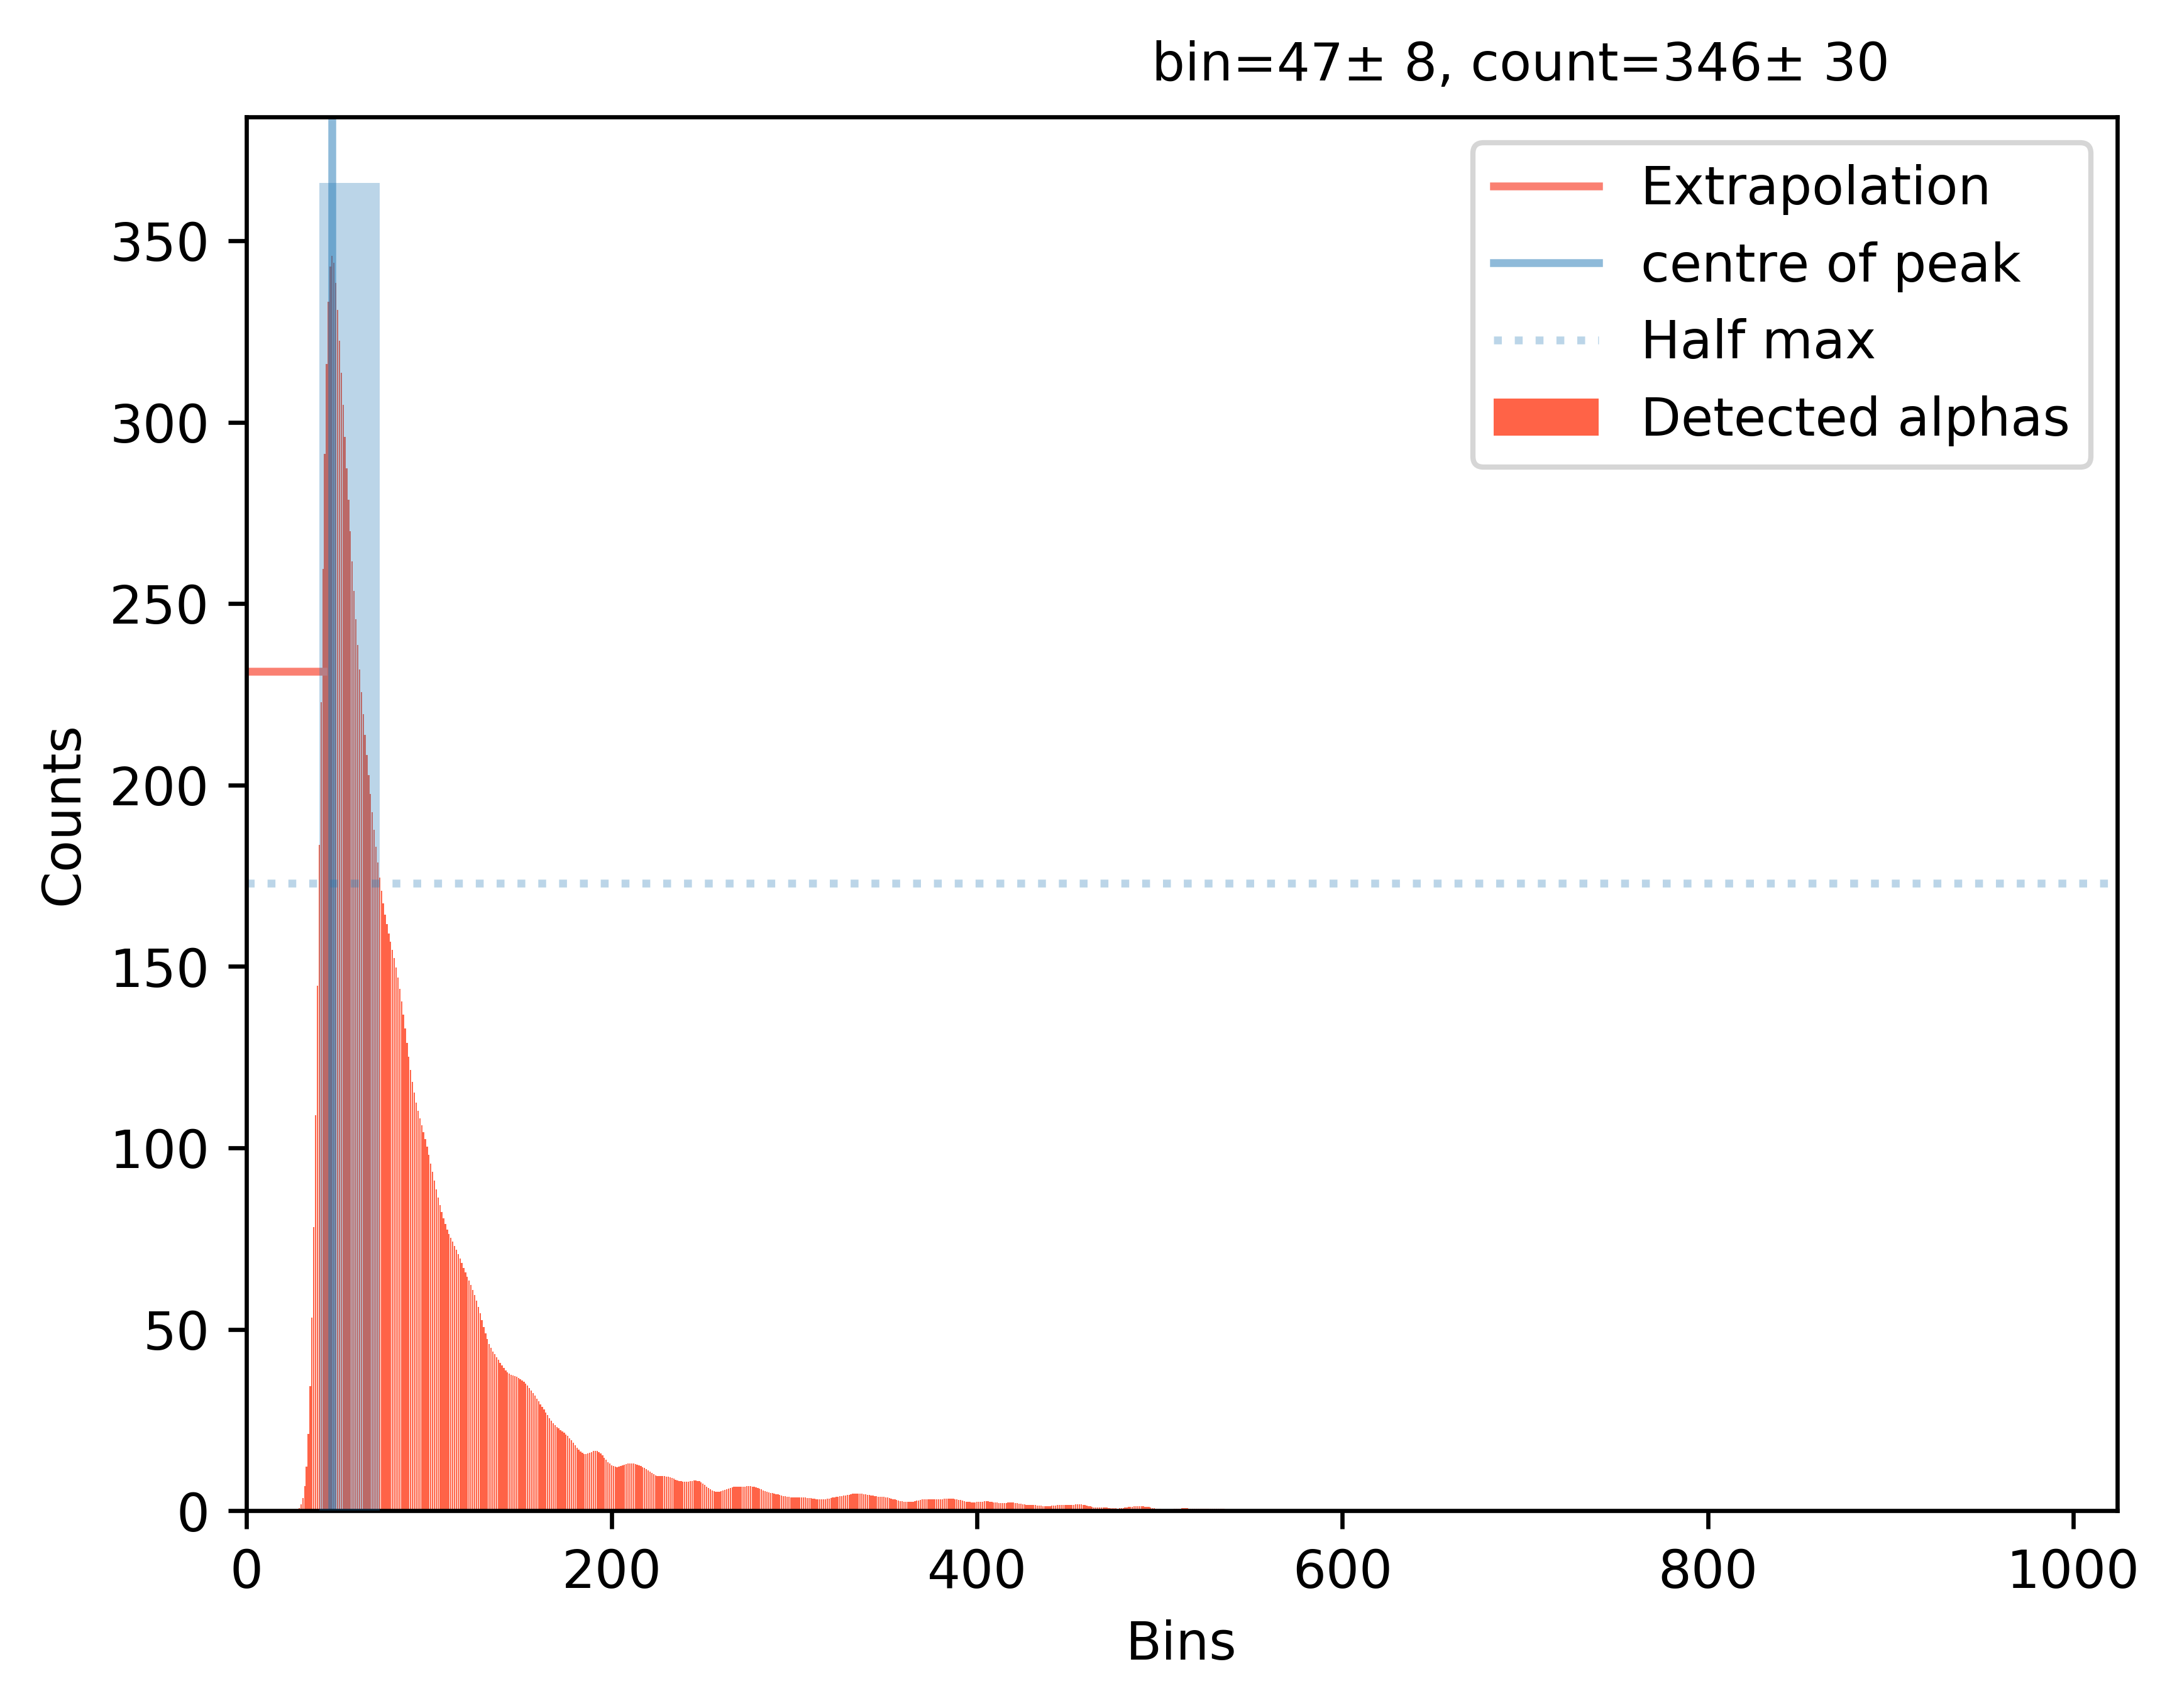 bin=47± 8, count=346± 30
Extrapolation
centre of peak
Half max
Detected alphas
350
300
250
200
150
100
50
0
Counts
0 200 400 600 800 1000
Bins